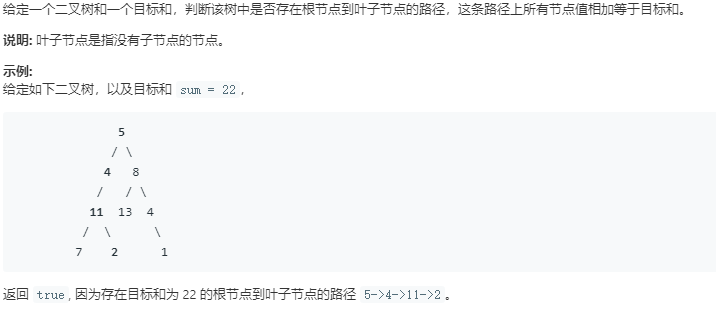 给定一个二叉树和一个目标和，判断该树中是否存在根节点到叶子节点的路径，这条路径上所有节点值相加等于目标和。
说明: 叶子节点是指没有子节点的节点。
示例:
给定如下二叉树，以及目标和 sum = 22，
5
/ \
4 8
/ / \
11 13 4
/ \ \
7 2 1
返回 true, 因为存在目标和为 22 的根节点到叶子节点的路径 5->4->11->2。